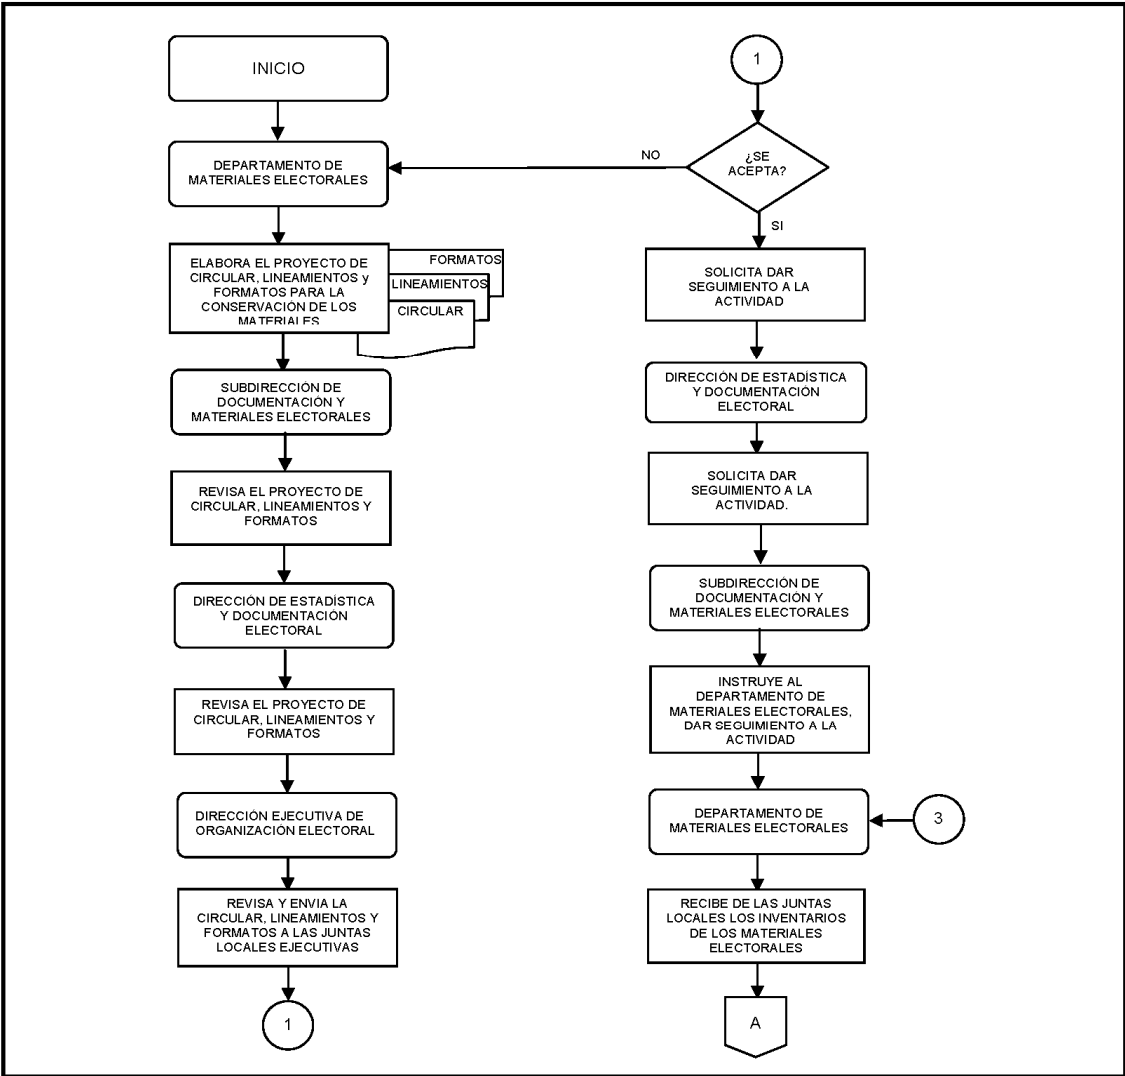 INICIO
DEPARTAMENTO DE
MATERIALES ELECTORALES
ELABORA EL PROYECTO DE
CIRCULAR, LINEAMIENTOS y
FORMATOS PARA LA
CONSERVACIÓN DE LOS
MATERIALES
FORMATOS
LINEAMIENTOS
CIRCULAR
SUBDIRECCIÓN DE
DOCUMENTACIÓN Y
MATERIALES ELECTORALES
REVISA EL PROYECTO DE
CIRCULAR, LINEAMIENTOS Y
FORMATOS
DIRECCIÓN DE ESTADÍSTICA
Y DOCUMENTACIÓN
ELECTORAL
REVISA EL PROYECTO DE
CIRCULAR, LINEAMIENTOS Y
FORMATOS
DIRECCIÓN EJECUTIVA DE
ORGANIZACIÓN ELECTORAL
REVISA Y ENVIA LA
CIRCULAR, LINEAMIENTOS Y
FORMATOS A LAS JUNTAS
LOCALES EJECUTIVAS
1
1
¿SE
ACEPTA?
NO
SI
SOLICITA DAR
SEGUIMIENTO A LA
ACTIVIDAD
DIRECCIÓN DE ESTADÍSTICA
Y DOCUMENTACIÓN
ELECTORAL
SOLICITA DAR
SEGUIMIENTO A LA
ACTIVIDAD.
SUBDIRECCIÓN DE
DOCUMENTACIÓN Y
MATERIALES ELECTORALES
INSTRUYE AL
DEPARTAMENTO DE
MATERIALES ELECTORALES,
DAR SEGUIMIENTO A LA
ACTIVIDAD
DEPARTAMENTO DE
MATERIALES ELECTORALES
3
RECIBE DE LAS JUNTAS
LOCALES LOS INVENTARIOS
DE LOS MATERIALES
ELECTORALES
A